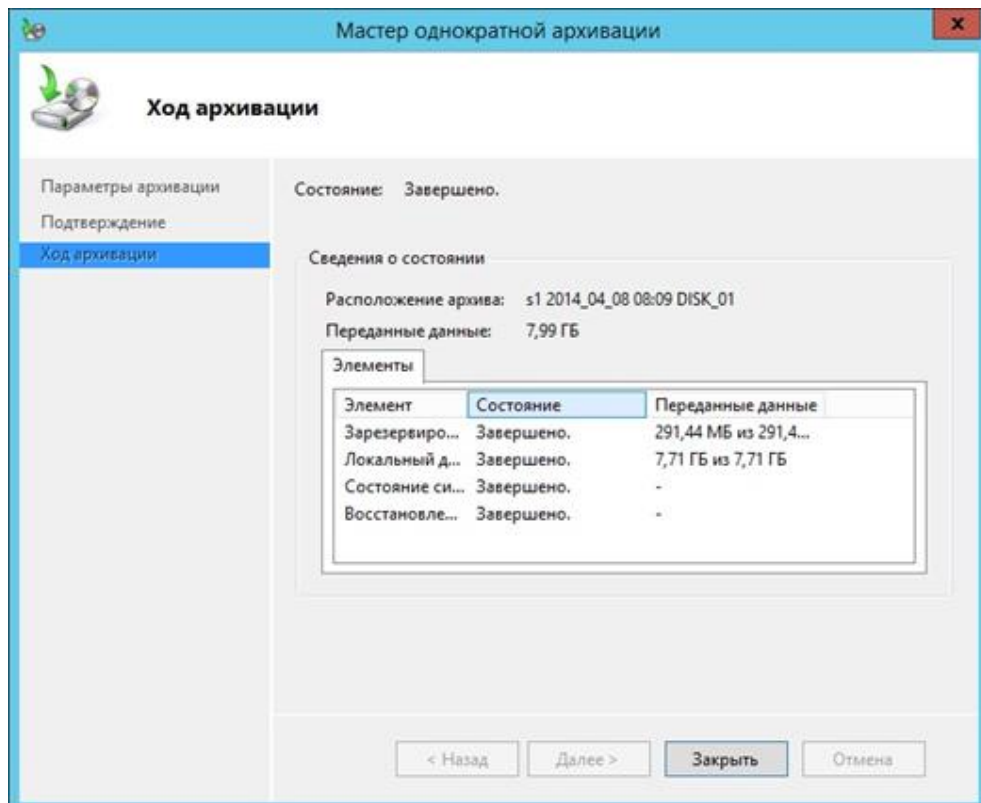 Мастер однократной архивации
x
Ход архивации
Параметры архивации
Подтверждение
Ход архивации
Состояние: Завершено.
Сведения о состоянии
Расположение архива: s1 2014_04_08 08:09 DISK_01
Переданные данные: 7,99 ГБ
Элементы
Элемент Состояние Переданные данные
Зарезервиро... Завершено. 291,44 МБ из 291,4...
Локальный д... Завершено. 7,71 ГБ из 7,71 ГБ
Состояние си... Завершено. -
Восстановле... Завершено. -
< Назад Далее > Закрыть Отмена